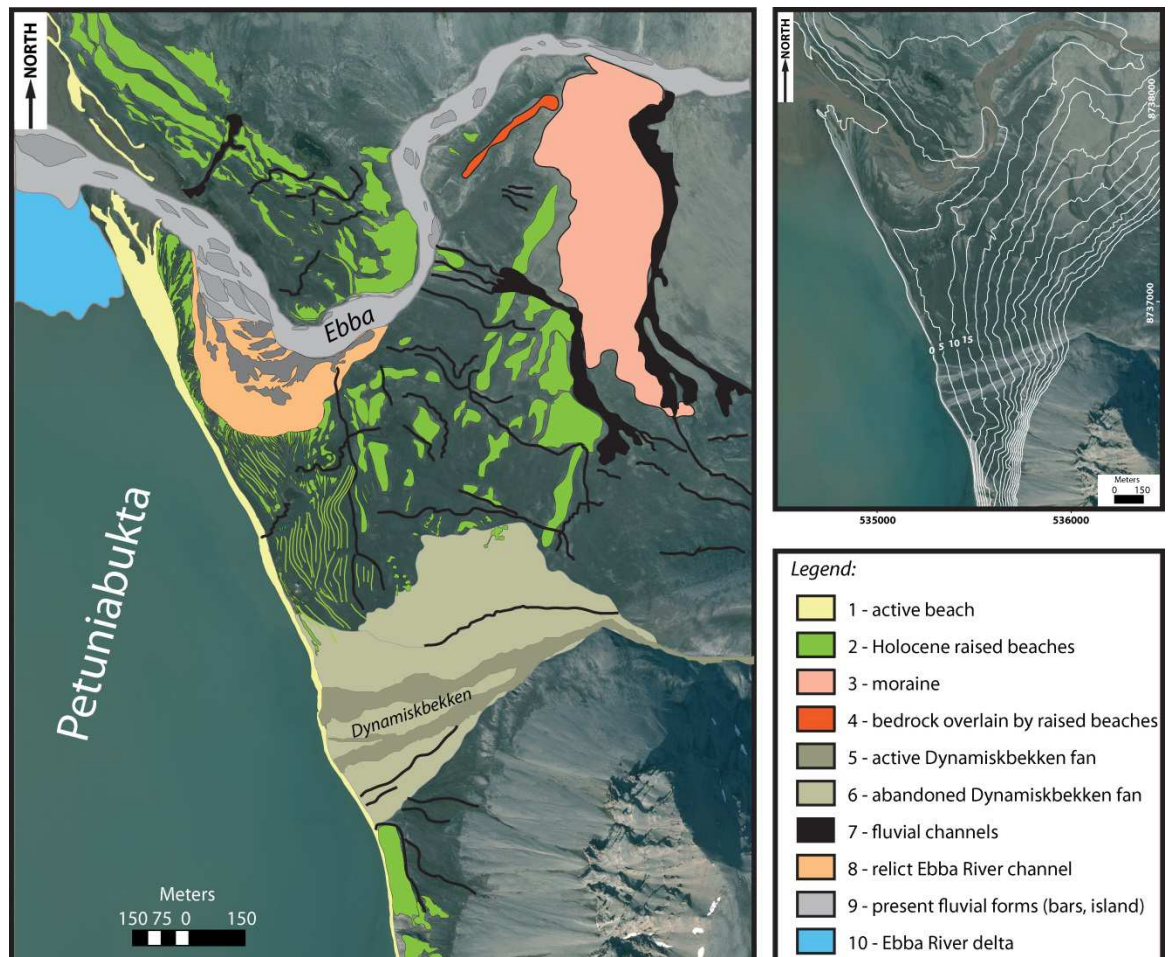 NORTH
Ebba
Petuniabukta
Dynamiskbekken
Meters
150 75 0 150
NORTH
8738000
8737000
0 5 10 15
Meters
0 150
535000 536000
Legend:
1 - active beach
2 - Holocene raised beaches
3 - moraine
4 - bedrock overlain by raised beaches
5 - active Dynamiskbekken fan
6 - abandoned Dynamiskbekken fan
7 - fluvial channels
8 - relict Ebba River channel
9 - present fluvial forms (bars, island)
10 - Ebba River delta